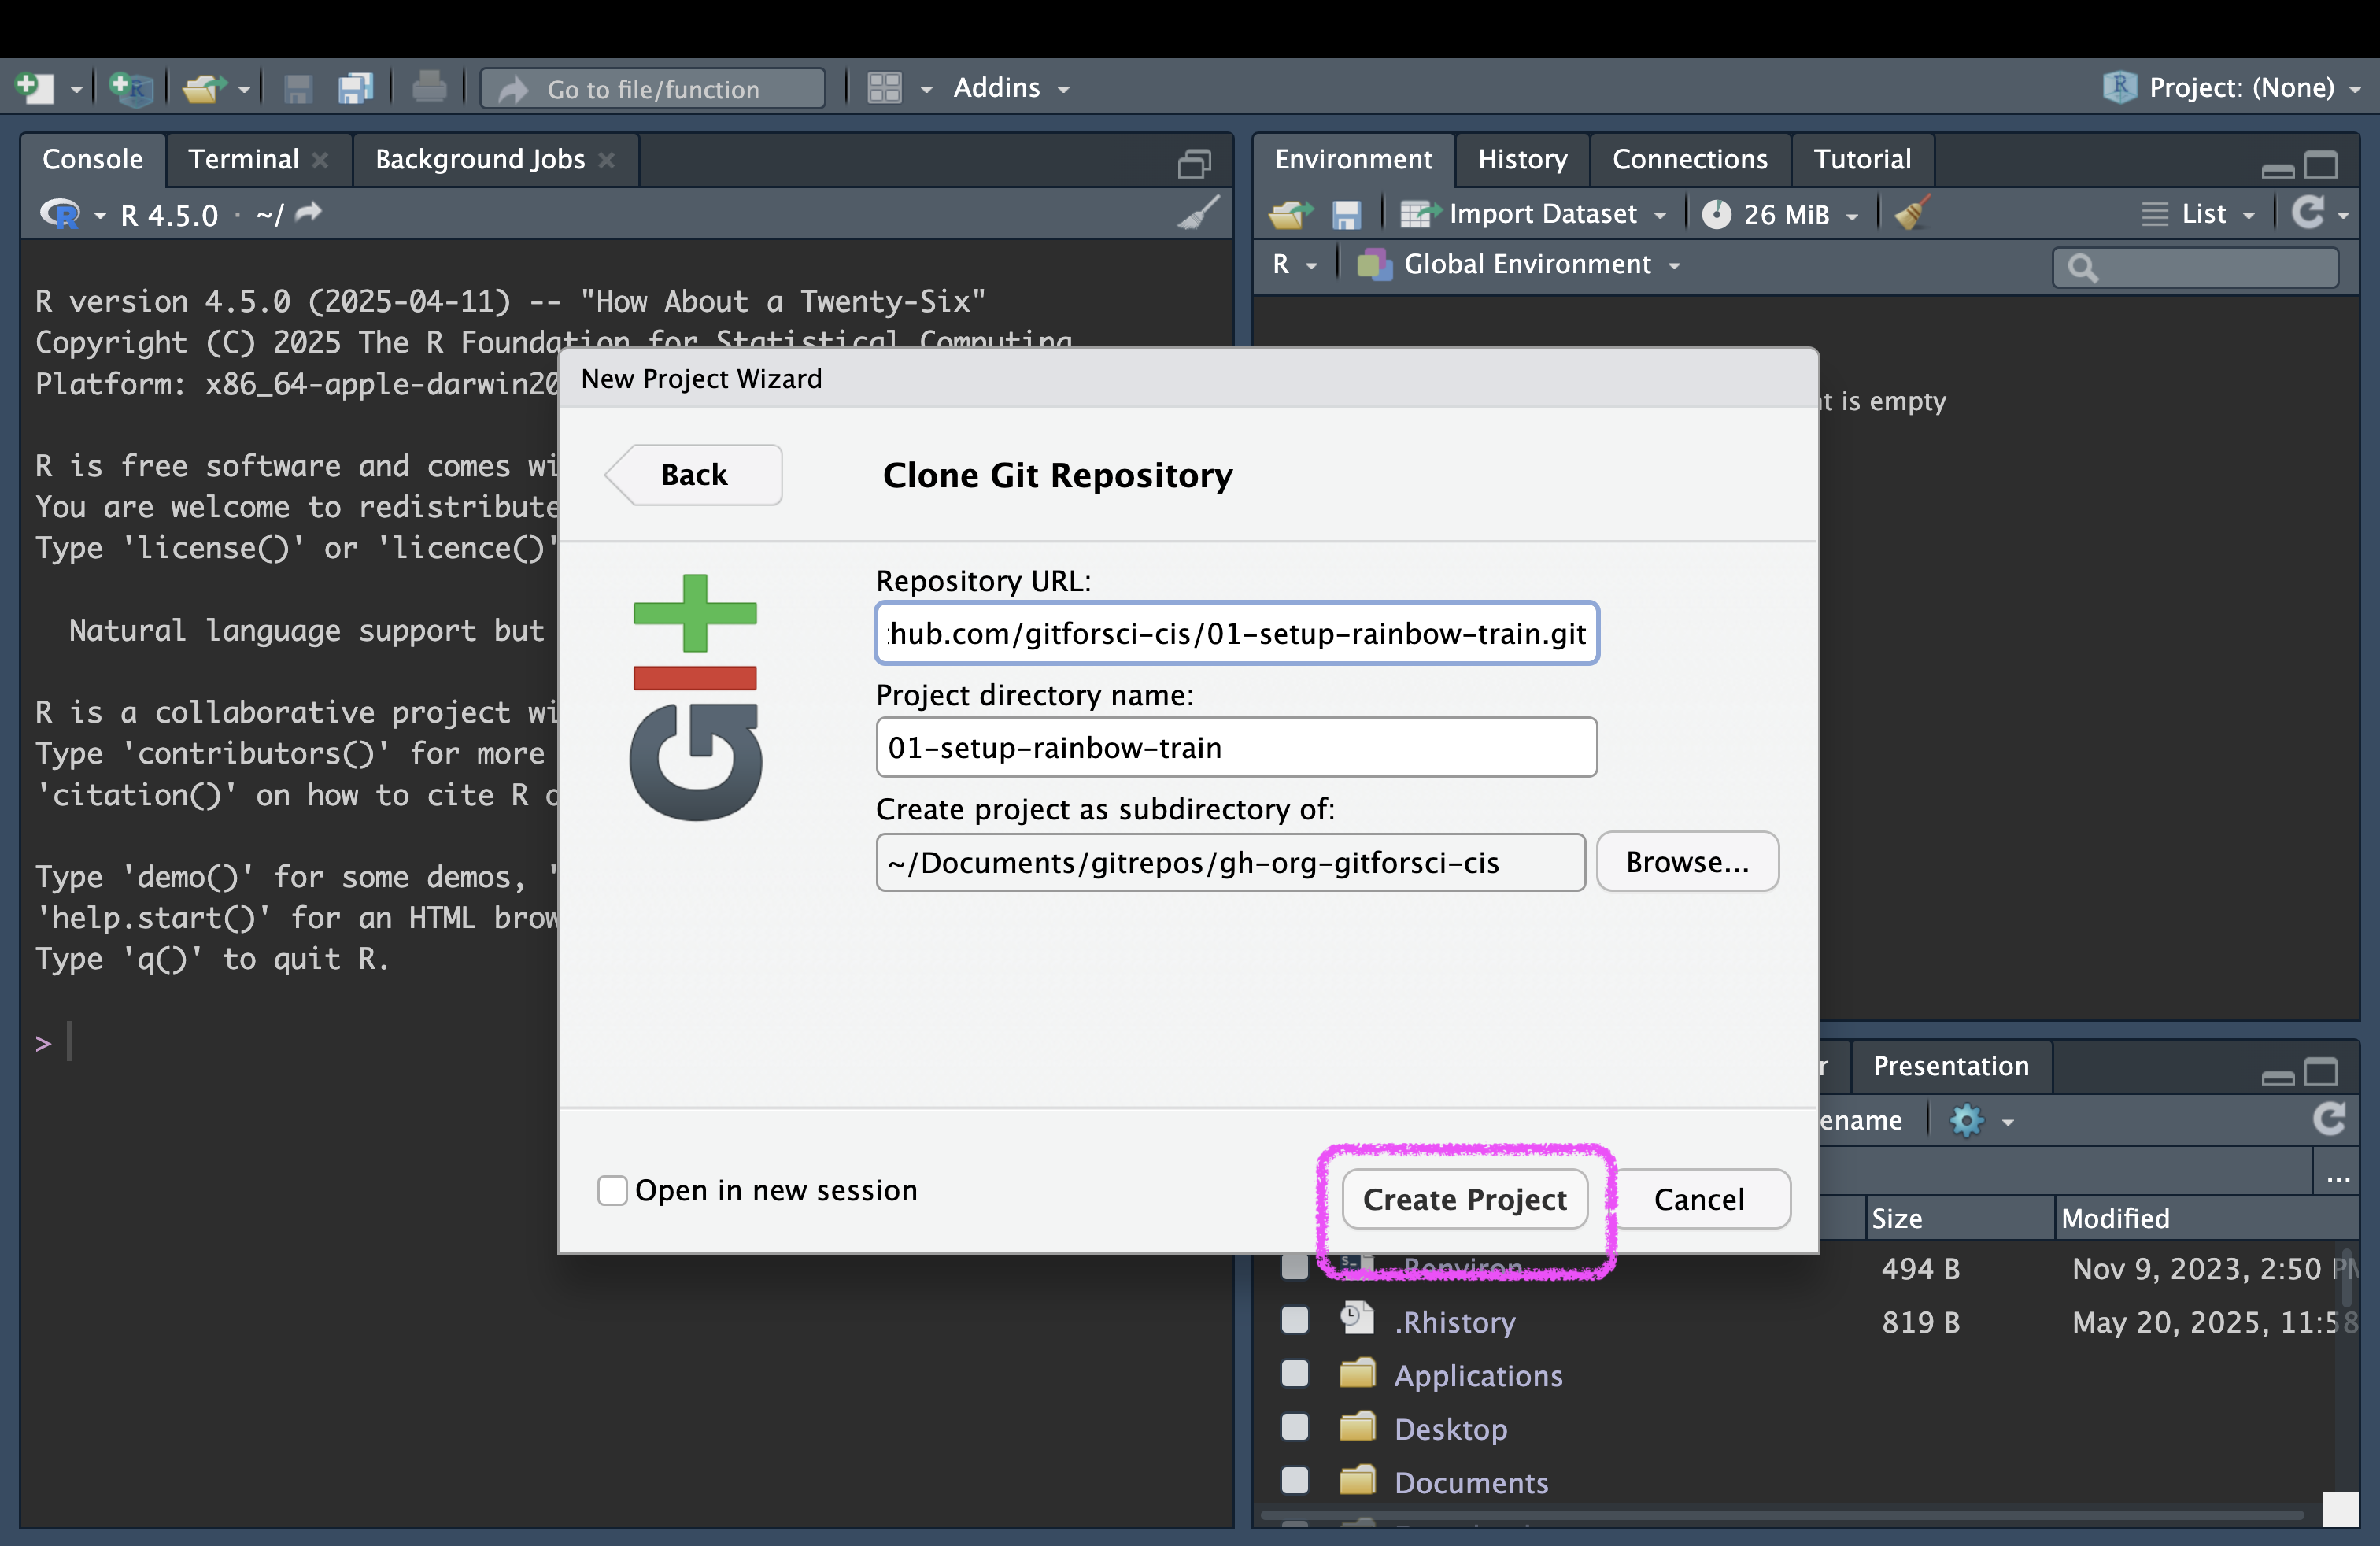 Go to file/function
Addins
Project: (None)
Console
Terminal
Background Jobs
R 4.5.0 · ~/
R version 4.5.0 (2025-04-11) -- "How About a Twenty-Six"
Copyright (C) 2025 The R Foundation for Statistical Computing
Platform: x86_64-apple-darwin20
R is free software and comes wi
You are welcome to redistribute
Type 'license()' or 'licence()'
Natural language support but
R is a collaborative project wi
Type 'contributors()' for more
'citation()' on how to cite R o
Type 'demo()' for some demos, '
'help.start()' for an HTML brow
Type 'q()' to quit R.
>
Environment
History
Connections
Tutorial
Import Dataset
26 MiB
List
R
Global Environment
t is empty
New Project Wizard
Back
Clone Git Repository
Git
Repository URL:
hub.com/gitforsci-cis/01-setup-rainbow-train.git
Project directory name:
01-setup-rainbow-train
Create project as subdirectory of:
~/Documents/gitrepos/gh-org-gitforsci-cis
Browse...
Open in new session
Create Project
Cancel
r
Presentation
ename
...
Size
Modified
.Renviron
494 B
Nov 9, 2023, 2:50 PM
.Rhistory
819 B
May 20, 2025, 11:58
Applications
Desktop
Documents